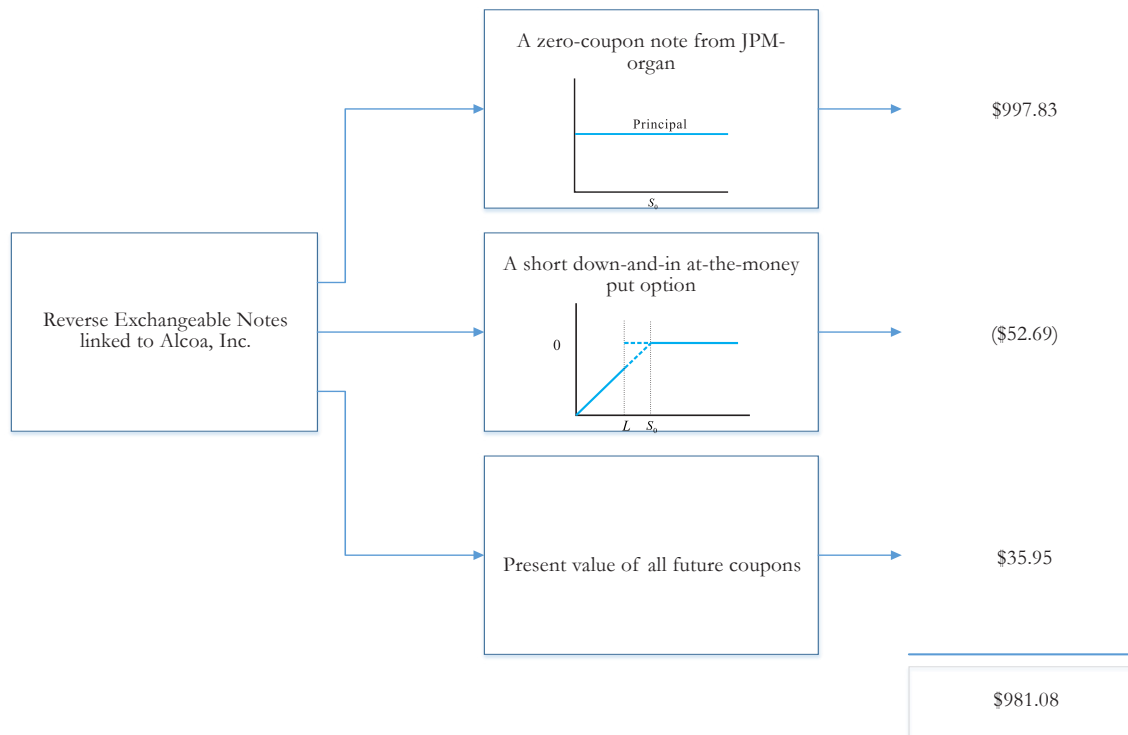 A zero-coupon note from JPM-
organ
Principal
S₀
$997.83
Reverse Exchangeable Notes
linked to Alcoa, Inc.
A short down-and-in at-the-money
put option
0
L S₀
($52.69)
Present value of all future coupons
$35.95
$981.08